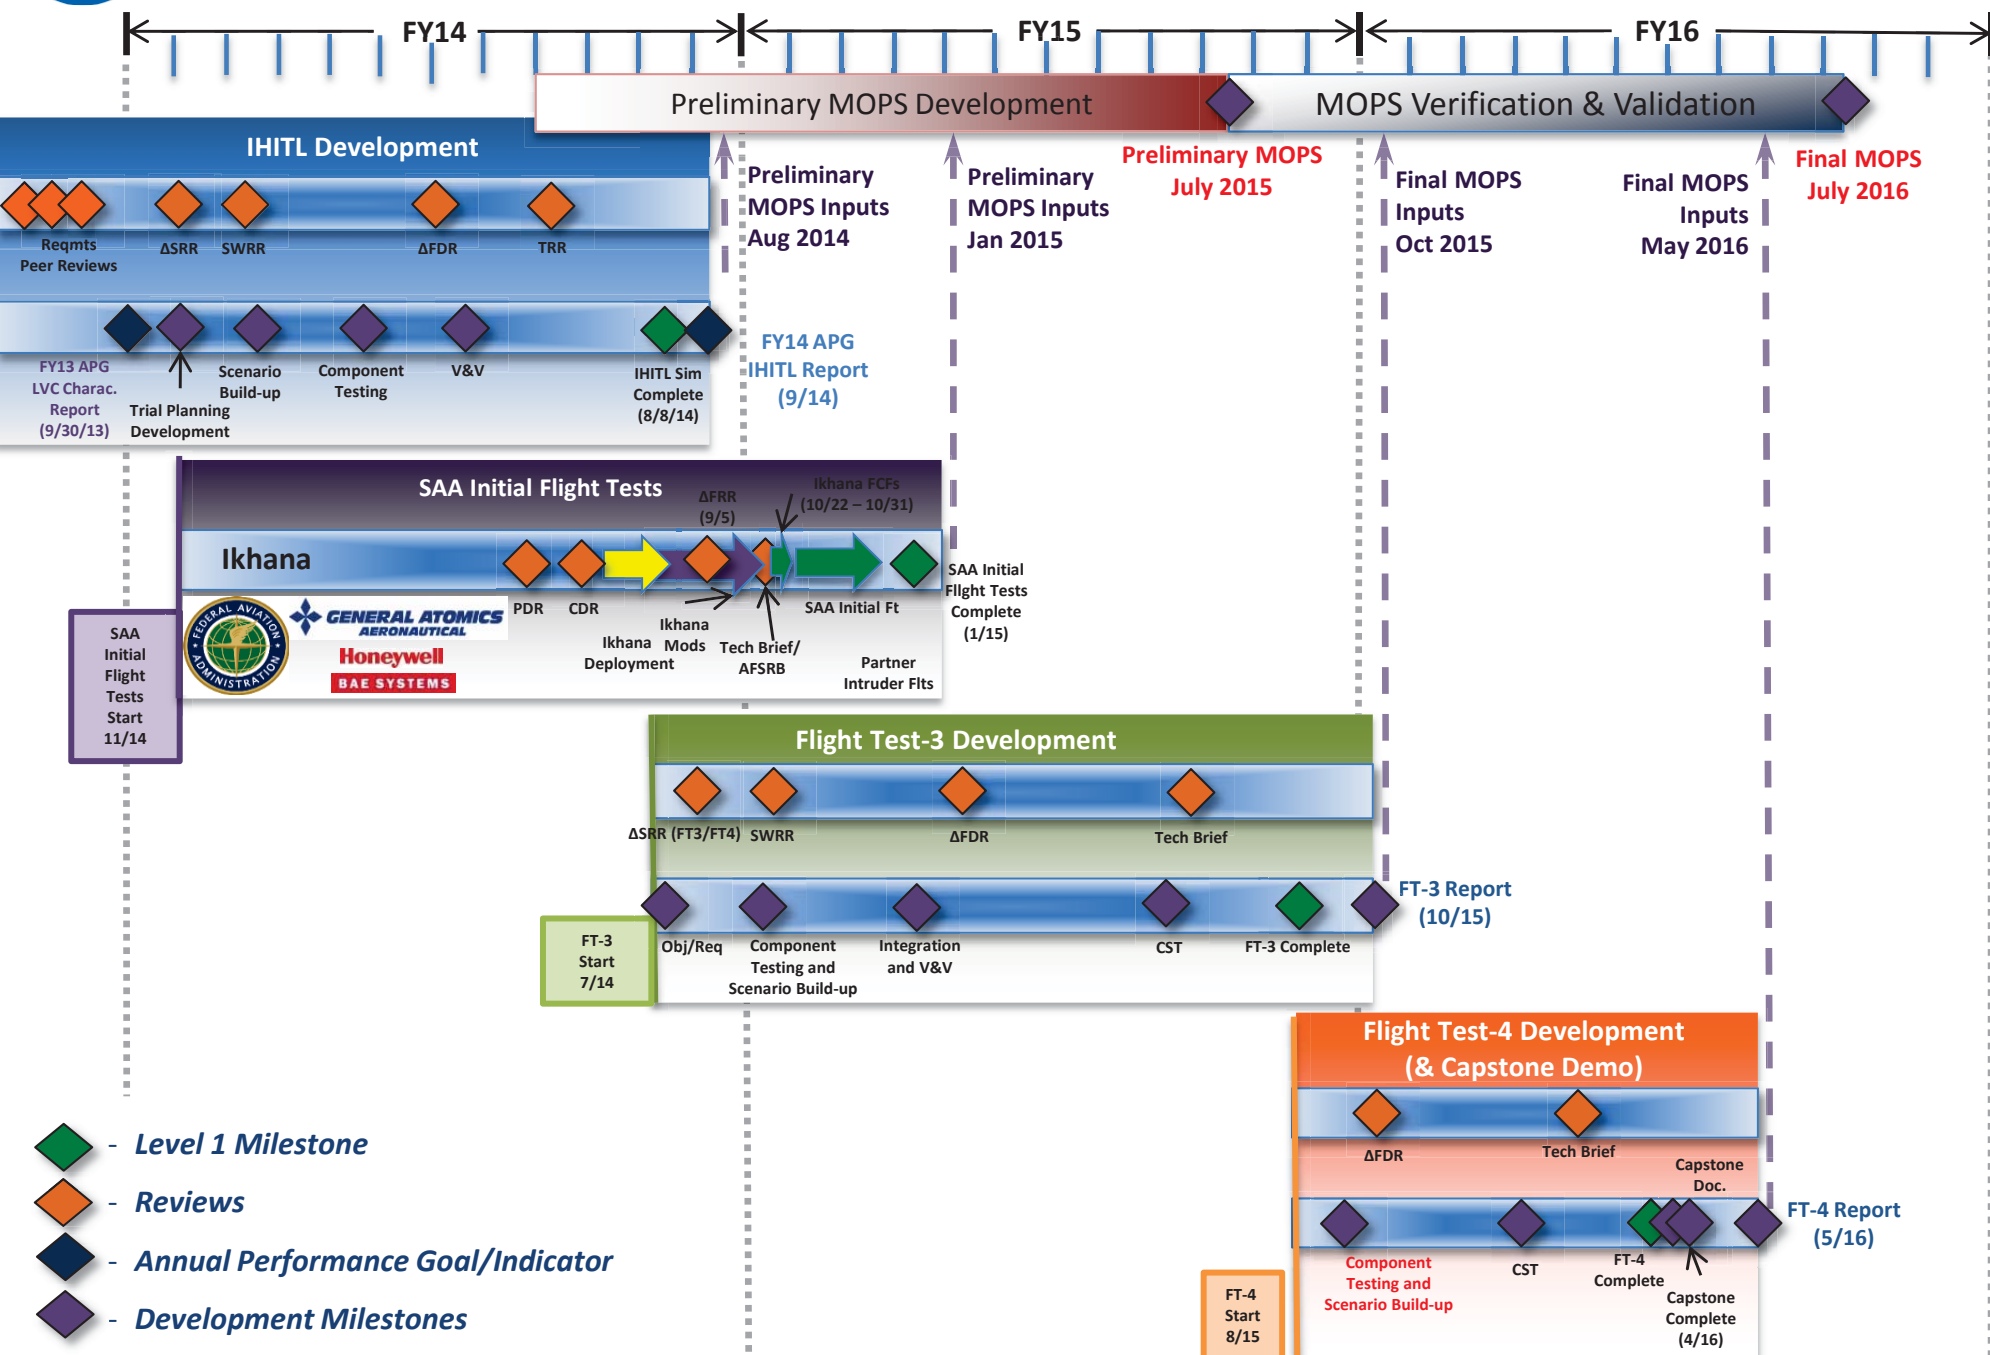 FY14
FY15
FY16
Preliminary MOPS Development
MOPS Verification & Validation
IHITL Development
Reqmts
Peer Reviews
ΔSRR
SWRR
ΔFDR
TRR
Preliminary
MOPS Inputs
Aug 2014
Preliminary
MOPS Inputs
Jan 2015
Preliminary MOPS
July 2015
Final MOPS
Inputs
Oct 2015
Final MOPS
Inputs
May 2016
Final MOPS
July 2016
FY13 APG
LVC Charac.
Report
(9/30/13)
Trial Planning
Development
Scenario
Build-up
Component
Testing
V&V
IHITL Sim
Complete
(8/8/14)
FY14 APG
IHITL Report
(9/14)
SAA Initial Flight Tests
ΔFRR
(9/5)
Ikhana FCFs
(10/22 – 10/31)
Ikhana
PDR
CDR
Ikhana
Deployment
Ikhana
Mods
Tech Brief/
AFSRB
SAA Initial Ft
Partner
Intruder Flts
SAA Initial
Flight Tests
Complete
(1/15)
FEDERAL AVIATION
ADMINISTRATION
GENERAL ATOMICS
AERONAUTICAL
Honeywell
BAE SYSTEMS
SAA
Initial
Flight
Tests
Start
11/14
Flight Test-3 Development
ΔSRR (FT3/FT4)
SWRR
ΔFDR
Tech Brief
FT-3
Start
7/14
Obj/Req
Component
Testing and
Scenario Build-up
Integration
and V&V
CST
FT-3 Complete
FT-3 Report
(10/15)
Flight Test-4 Development
(& Capstone Demo)
ΔFDR
Tech Brief
Capstone
Doc.
FT-4 Report
(5/16)
FT-4
Start
8/15
Component
Testing and
Scenario Build-up
CST
FT-4
Complete
Capstone
Complete
(4/16)
- Level 1 Milestone
- Reviews
- Annual Performance Goal/Indicator
- Development Milestones